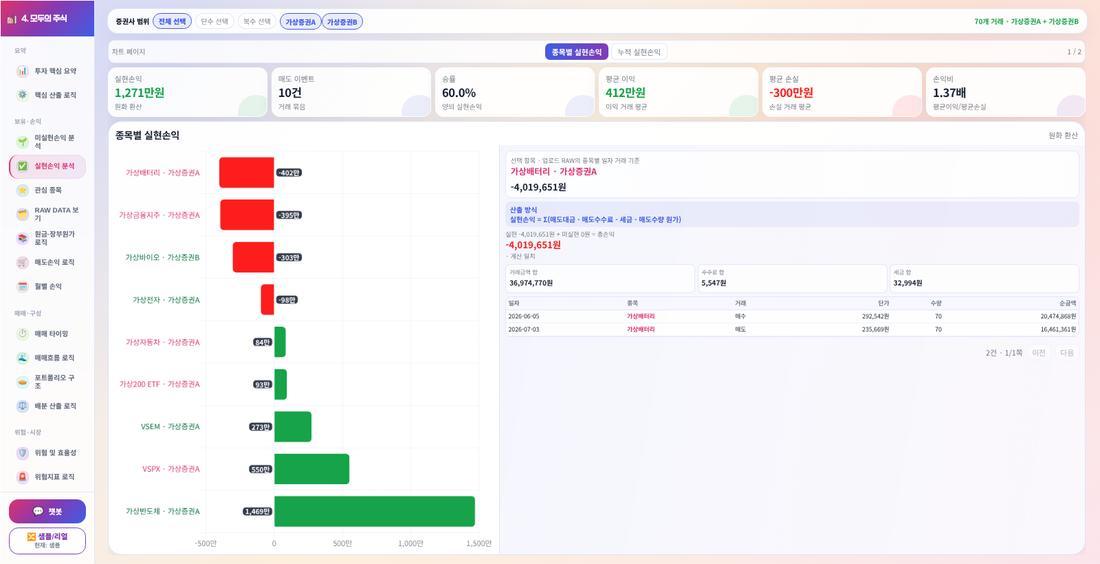 4. 모두의 주식
요약
투자 핵심 요약
핵심 산출 로직
보유·손익
미실현손익 분
석
실현손익 분석
관심 종목
RAW DATA 보
기
원금-장부원가
로직
매도손익 로직
월별 손익
매매·구성
매매 타이밍
매매흐름 로직
포트폴리오 구
조
배분 산출 로직
위험·시장
위험 및 효율성
위험지표 로직
챗봇
샘플/리얼
현재: 샘플
증권사 범위 전체 선택 단수 선택 복수 선택 가상증권A 가상증권B
70개 거래 · 가상증권A + 가상증권B
차트 페이지 종목별 실현손익 누적 실현손익 1 / 2
실현손익
1,271만원
원화 환산
매도 이벤트
10건
거래 묶음
승률
60.0%
양의 실현손익
평균 이익
412만원
이익 거래 평균
평균 손실
-300만원
손실 거래 평균
손익비
1.37배
평균이익/평균손실
종목별 실현손익 원화 환산
가상배터리 · 가상증권A -402만
가상금융지주 · 가상증권A -395만
가상바이오 · 가상증권B -303만
가상전자 · 가상증권A -98만
가상자동차 · 가상증권A 84만
가상200 ETF · 가상증권A 93만
VSEM · 가상증권A 273만
VSPX · 가상증권A 550만
가상반도체 · 가상증권A 1,469만
-500만 0 500만 1,000만 1,500만
선택 항목 · 업로드 RAW의 종목별 일자 거래 기준
가상배터리 · 가상증권A
-4,019,651원
산출 방식
실현손익 = Σ(매도대금 - 매도수수료 - 세금 - 매도수량 원가)
실현 -4,019,651원 + 미실현 0원 = 총손익
-4,019,651원
· 계산 일치
거래금액 합
36,974,770원
수수료 합
5,547원
세금 합
32,994원
일자 종목 거래 단가 수량 순금액
2026-06-05 가상배터리 매수 292,542원 70 20,474,868원
2026-07-03 가상배터리 매도 235,669원 70 16,461,361원
2건 · 1/1쪽 이전 다음